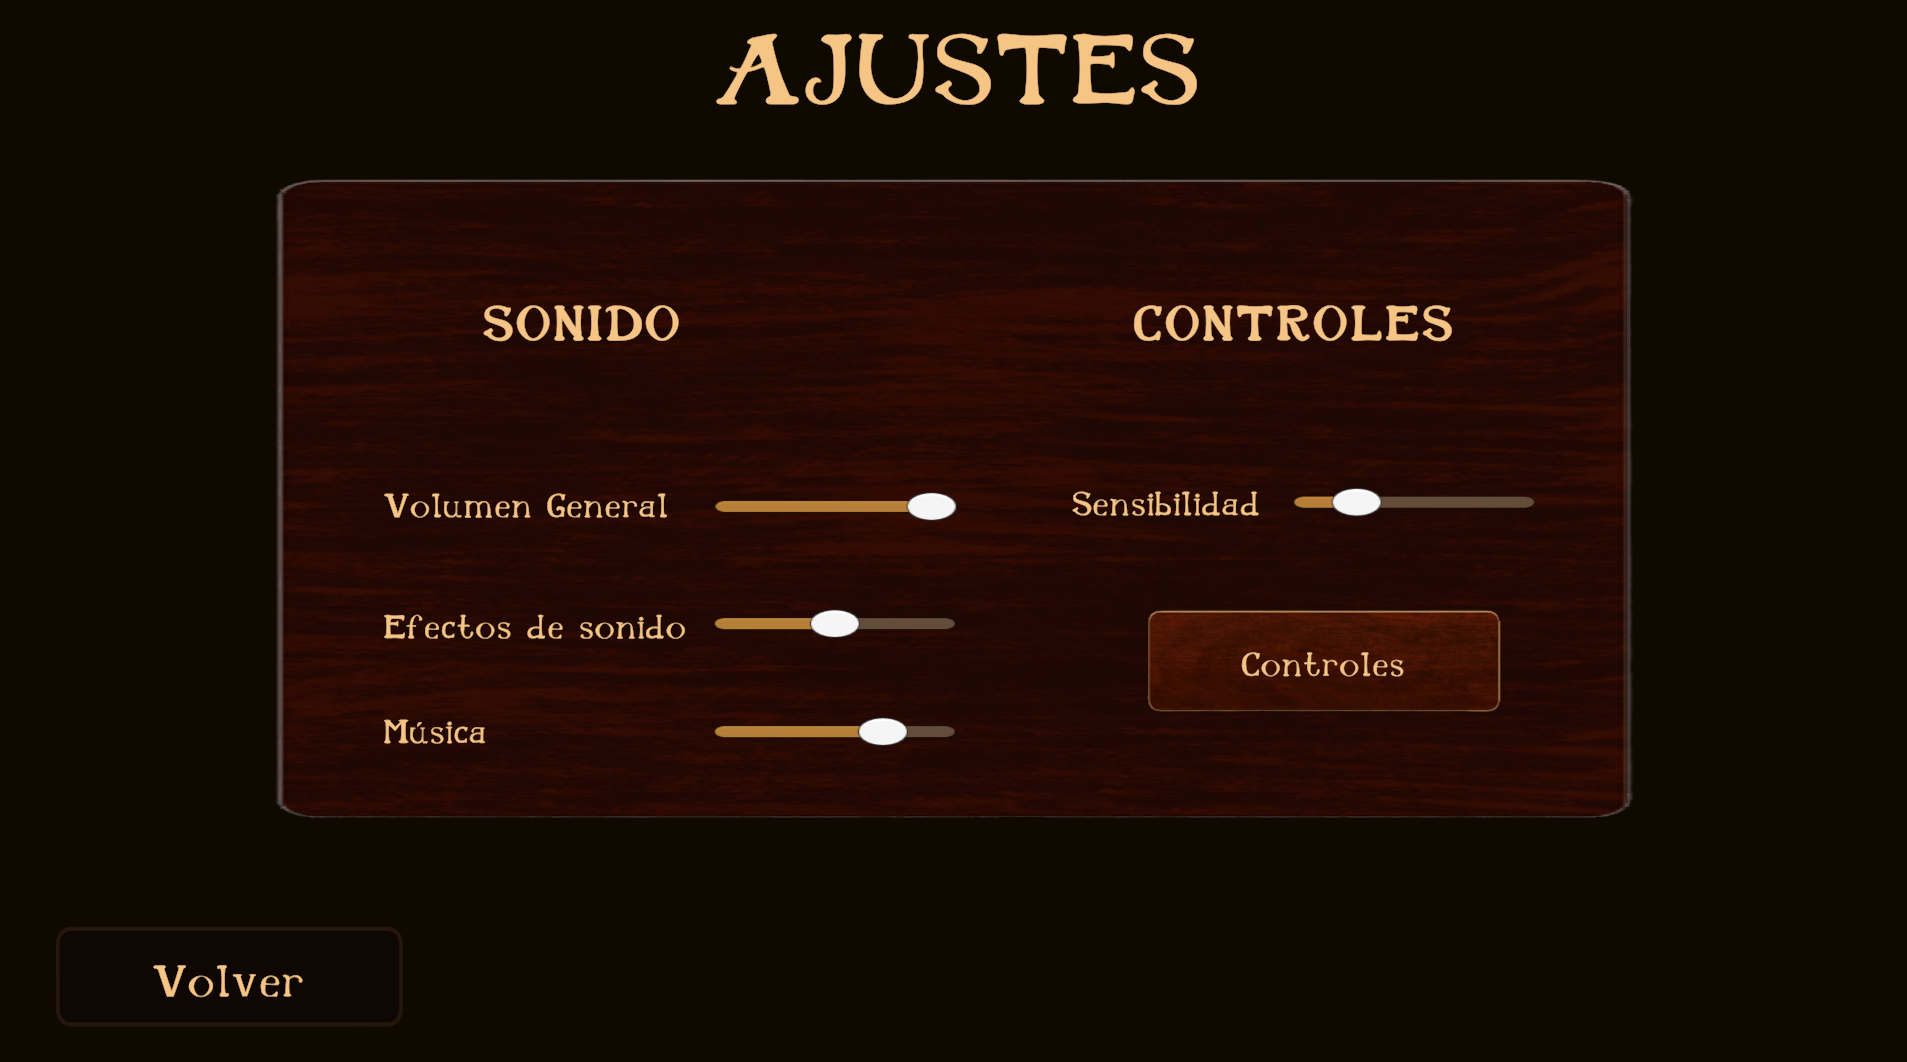 AJUSTES
SONIDO
Volumen General
Efectos de sonido
Música
CONTROLES
Sensibilidad
Controles
Volver